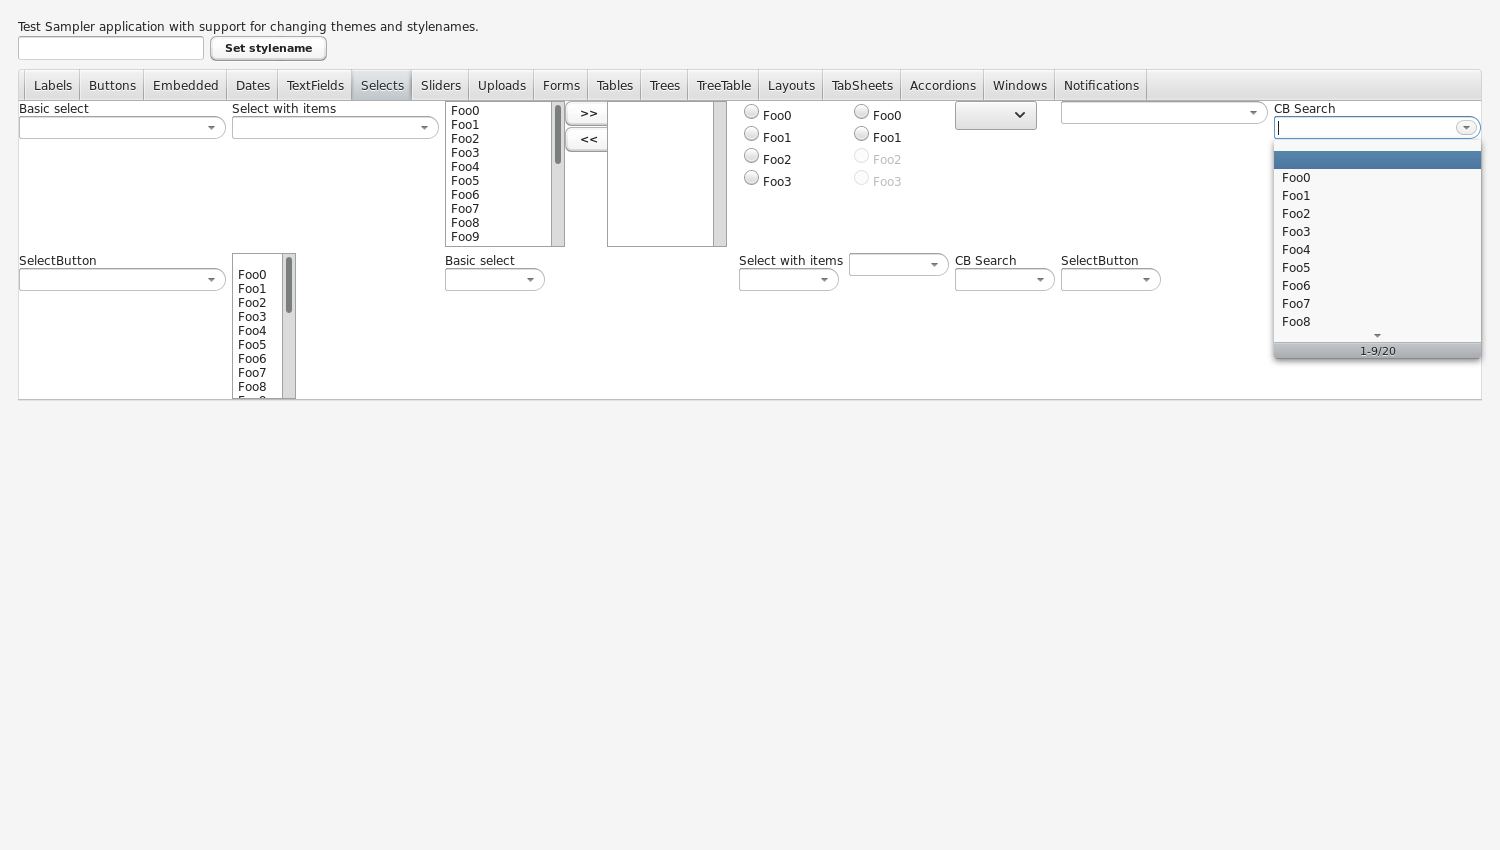 Test Sampler application with support for changing themes and stylenames.
Set stylename
Labels Buttons Embedded Dates TextFields Selects Sliders Uploads Forms Tables Trees TreeTable Layouts TabSheets Accordions Windows Notifications
Basic select
Select with items
Foo0
Foo1
Foo2
Foo3
Foo4
Foo5
Foo6
Foo7
Foo8
Foo9
>>
<<
Foo0
Foo1
Foo2
Foo3
Foo0
Foo1
Foo2
Foo3
CB Search
Foo0
Foo1
Foo2
Foo3
Foo4
Foo5
Foo6
Foo7
Foo8
1-9/20
SelectButton
Foo0
Foo1
Foo2
Foo3
Foo4
Foo5
Foo6
Foo7
Foo8
Basic select
Select with items
CB Search
SelectButton